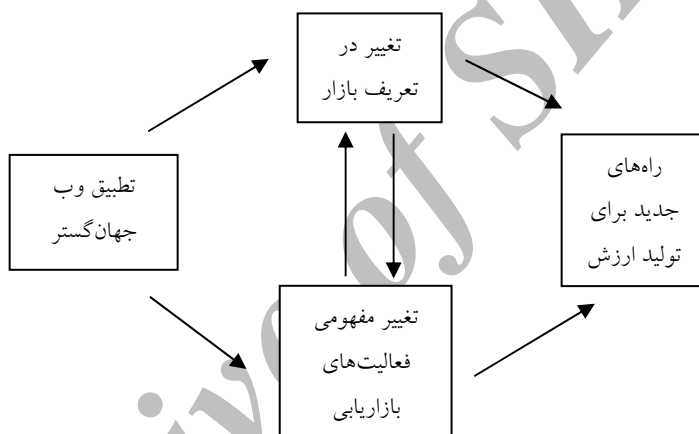 تغییر در
تعریف بازار
راه‌های
جدید برای
تولید ارزش
تطبیق وب
جهان‌گستر
تغییر مفهومی
فعالیت‌های
بازاریابی